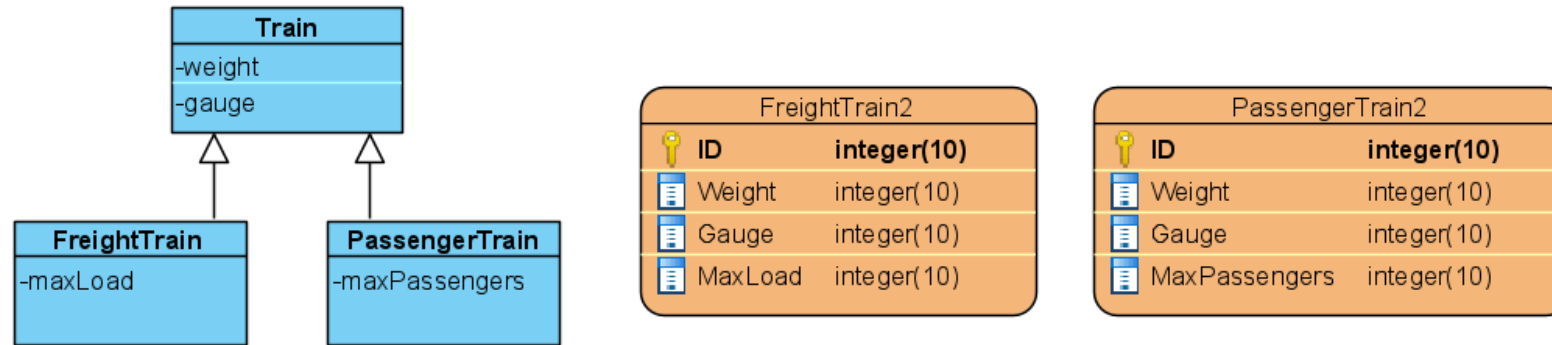 Train
-weight
-gauge
FreightTrain
-maxLoad
PassengerTrain
-maxPassengers
FreightTrain2
ID integer(10)
Weight integer(10)
Gauge integer(10)
MaxLoad integer(10)
PassengerTrain2
ID integer(10)
Weight integer(10)
Gauge integer(10)
MaxPassengers integer(10)